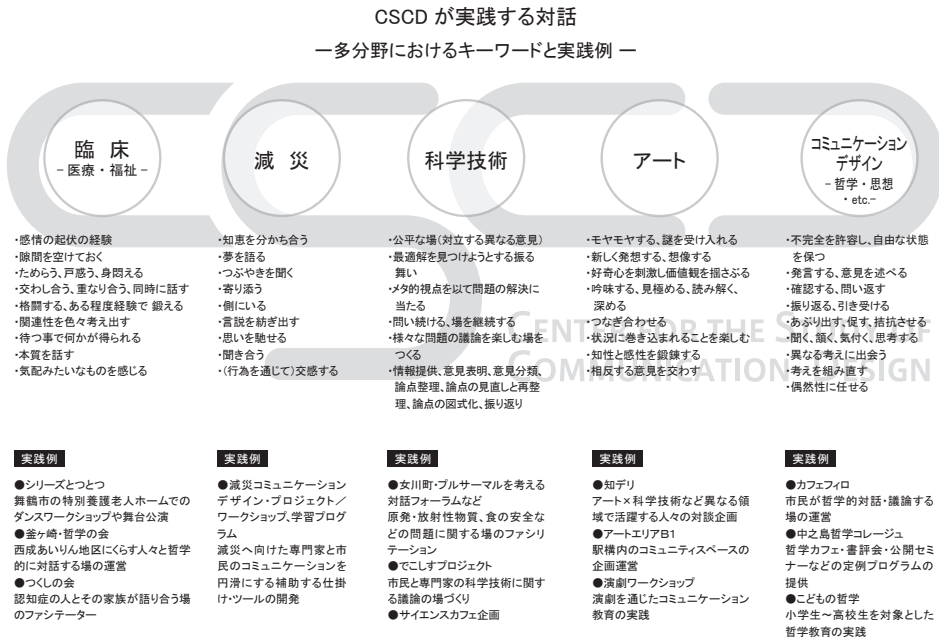 CSCD が実践する対話
ー多分野におけるキーワードと実践例 ー
臨 床
- 医療・福祉 -
減 災
科学技術
アート
コミュニケーション
デザイン
- 哲学・思想
・etc.-
・感情の起伏の経験
・隙間を空けておく
・ためらう、戸惑う、身悶える
・交わし合う、重なり合う、同時に話す
・格闘する、ある程度経験で 鍛える
・関連性を色々考え出す
・待つ事で何かが得られる
・本質を話す
・気配みたいなものを感じる
・知恵を分かち合う
・夢を語る
・つぶやきを聞く
・寄り添う
・側にいる
・言説を紡ぎ出す
・思いを馳せる
・聞き合う
・(行為を通じて)交感する
・公平な場(対立する異なる意見)
・最適解を見つけようとする振る
舞い
・メタ的視点を以て問題の解決に
当たる
・問い続ける、場を継続する
・様々な問題の議論を楽しむ場を
つくる
・情報提供、意見表明、意見分類、
論点整理、論点の見直しと再整
理、論点の図式化、振り返り
・モヤモヤする、謎を受け入れる
・新しく発想する、想像する
・好奇心を刺激し価値観を揺さぶる
・吟味する、見極める、読み解く、
深める
・つなぎ合わせる
・状況に巻き込まれることを楽しむ
・知性と感性を鍛錬する
・相反する意見を交わす
・不完全を許容し、自由な状態
を保つ
・発言する、意見を述べる
・確認する、問い返す
・振り返る、引き受ける
・あぶり出す、促す、拮抗させる
・聞く、頷く、気付く、思考する
・異なる考えに出会う
・考えを組み直す
・偶然性に任せる
CENTER FOR THE STUDY OF
COMMUNICATION DESIGN
実践例
●シリーズとつとつ
舞鶴市の特別養護老人ホームでの
ダンスワークショップや舞台公演
●釜ヶ崎・哲学の会
西成あいりん地区にくらす人々と哲学
的に対話する場の運営
●つくしの会
認知症の人とその家族が語り合う場
のファシテーター
実践例
●減災コミュニケーション
デザイン・プロジェクト／
ワークショップ、学習プログ
ラム
減災へ向けた専門家と市
民のコミュニケーションを
円滑にする補助する仕掛
け・ツールの開発
実践例
●女川町・プルサーマルを考える
対話フォーラムなど
原発・放射性物質、食の安全な
どの問題に関する場のファシリ
テーション
●でこすプロジェクト
市民と専門家の科学技術に関す
る議論の場づくり
●サイエンスカフェ企画
実践例
●知デリ
アート×科学技術など異なる領
域で活躍する人々の対談企画
●アートエリアB1
駅構内のコミュニティスペースの
企画運営
●演劇ワークショップ
演劇を通じたコミュニケーション
教育の実践
実践例
●カフェフィロ
市民が哲学的対話・議論する
場の運営
●中之島哲学コレージュ
哲学カフェ・書評会・公開セミ
ナーなどの定例プログラムの
提供
●こどもの哲学
小学生～高校生を対象とした
哲学教育の実践